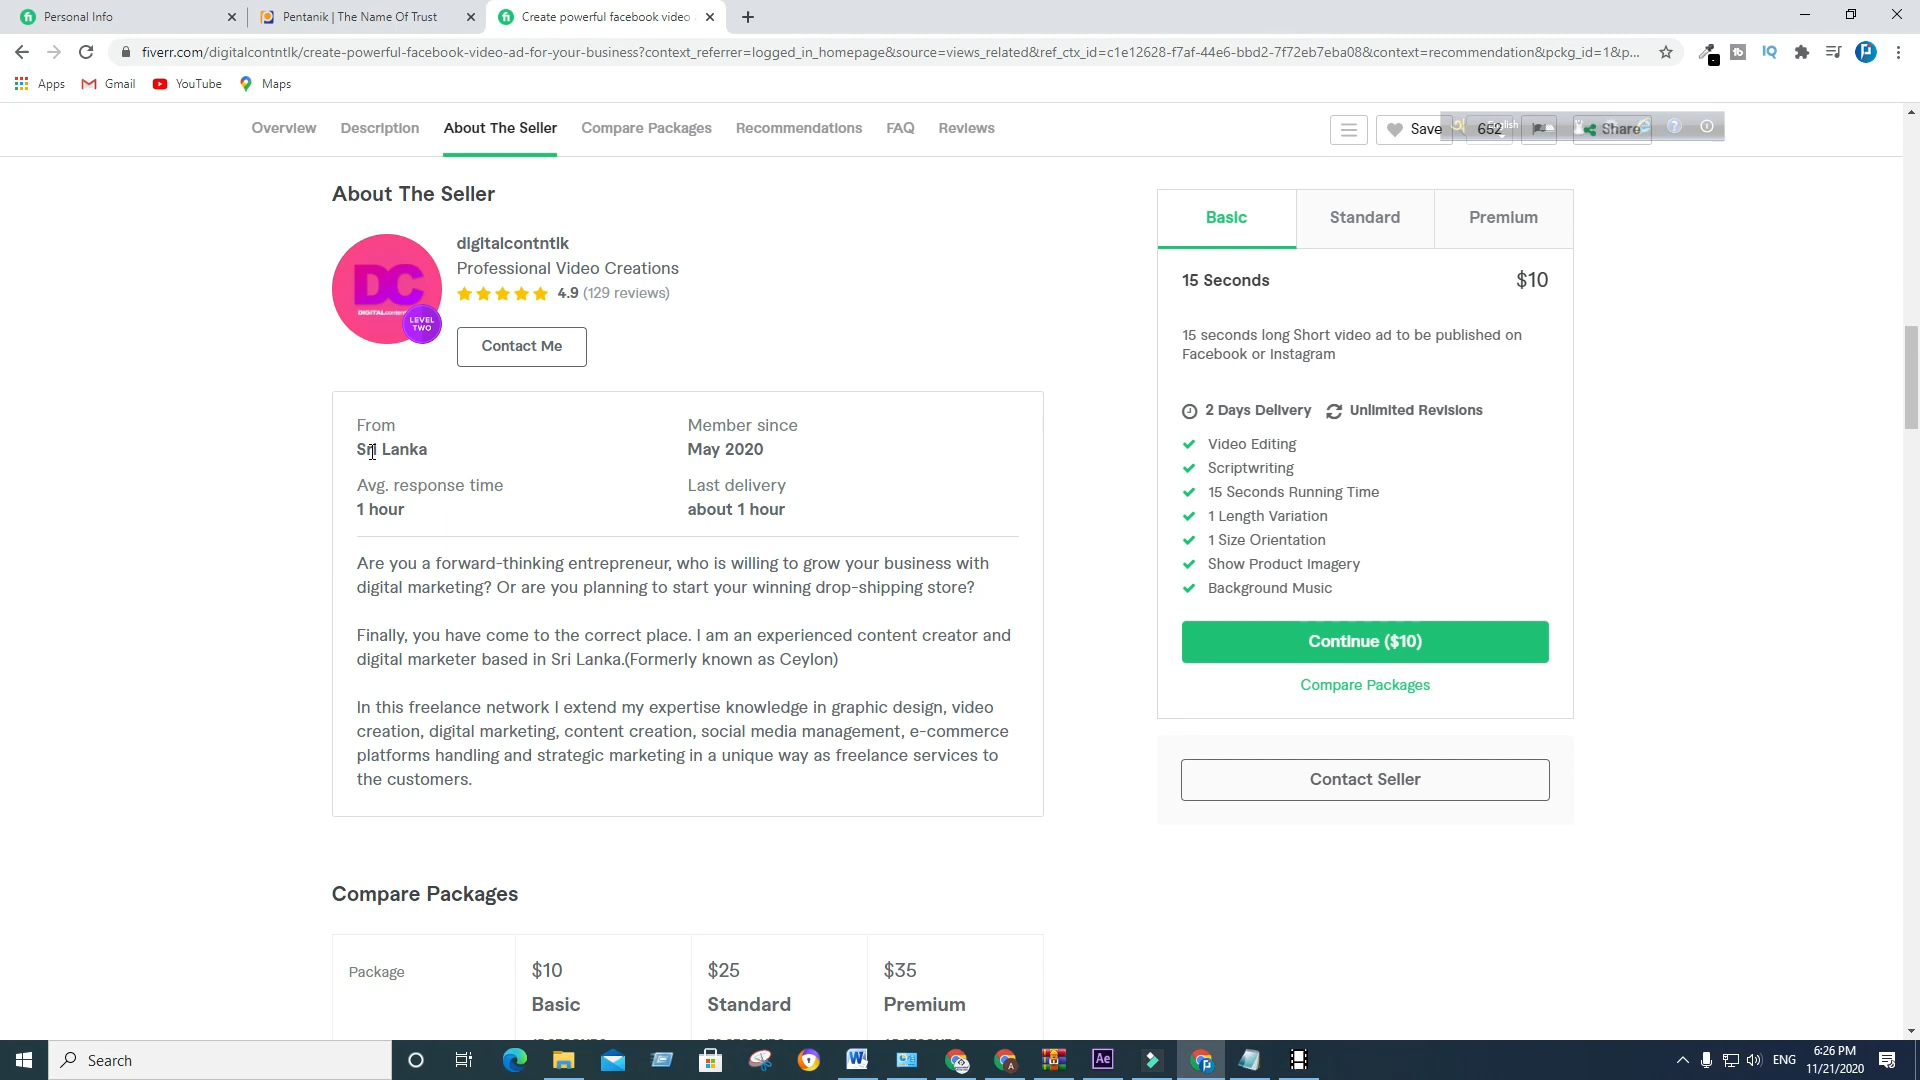 Personal Info
Pentanik | The Name Of Trust
Create powerful facebook video
fiverr.com/digitalcontntlk/create-powerful-facebook-video-ad-for-your-business?context_referrer=logged_in_homepage&source=views_related&ref_ctx_id=c1e12628-f7af-44e6-bbd2-7f72eb7eba08&context=recommendation&pckg_id=1&p...
Apps
Gmail
YouTube
Maps
Overview
Description
About The Seller
Compare Packages
Recommendations
FAQ
Reviews
Save
652
English
Share
About The Seller
digitalcontntlk
Professional Video Creations
4.9 (129 reviews)
DC
LEVEL TWO
Contact Me
From
Sri Lanka
Member since
May 2020
Avg. response time
1 hour
Last delivery
about 1 hour
Are you a forward-thinking entrepreneur, who is willing to grow your business with
digital marketing? Or are you planning to start your winning drop-shipping store?
Finally, you have come to the correct place. I am an experienced content creator and
digital marketer based in Sri Lanka.(Formerly known as Ceylon)
In this freelance network I extend my expertise knowledge in graphic design, video
creation, digital marketing, content creation, social media management, e-commerce
platforms handling and strategic marketing in a unique way as freelance services to
the customers.
Basic
Standard
Premium
15 Seconds
$10
15 seconds long Short video ad to be published on
Facebook or Instagram
2 Days Delivery
Unlimited Revisions
Video Editing
Scriptwriting
15 Seconds Running Time
1 Length Variation
1 Size Orientation
Show Product Imagery
Background Music
Continue ($10)
Compare Packages
Contact Seller
Compare Packages
Package
$10
Basic
$25
Standard
$35
Premium
Search
ENG
6:26 PM
11/21/2020